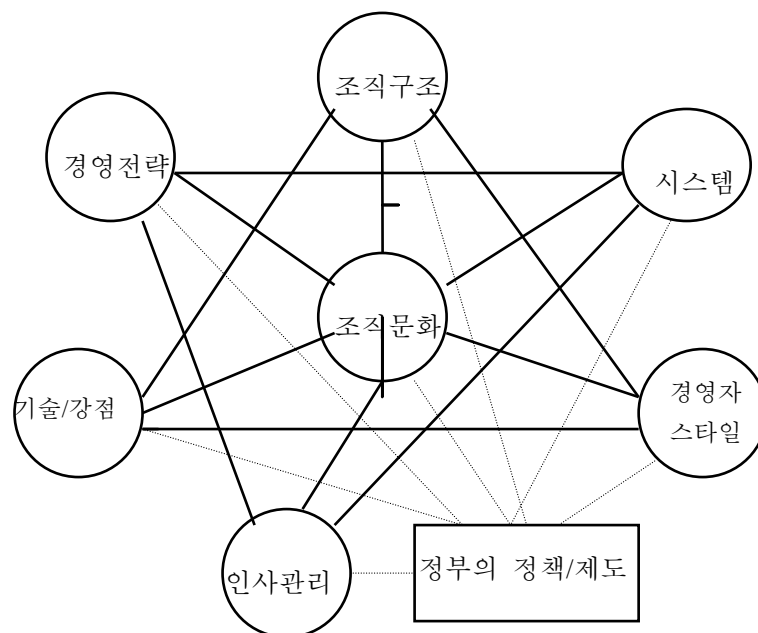 조직구조
경영전략
시스템
조직문화
기술/강점
경영자
스타일
인사관리
정부의 정책/제도